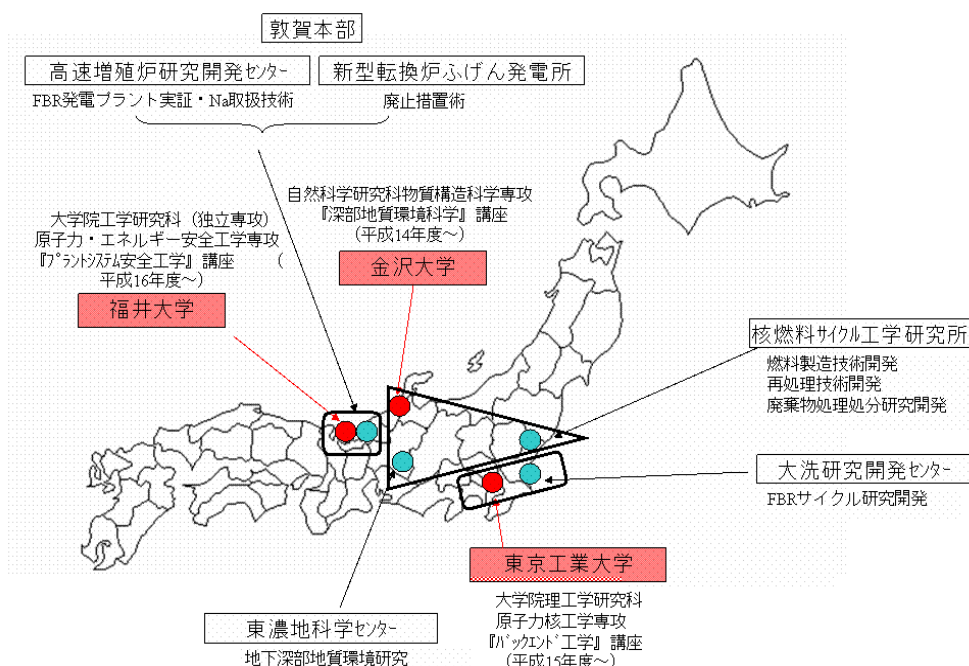 敦賀本部
高速増殖炉研究開発ｾﾝﾀｰ
新型転換炉ふげん発電所
FBR発電プラント実証・Na取扱技術
廃止措置術
自然科学研究科物質構造科学専攻
『深部地質環境科学』講座
（平成14年度～）
金沢大学
大学院工学研究科（独立専攻）
原子力・エネルギー安全工学専攻
『ﾌﾟﾗﾝﾄｼｽﾃﾑ安全工学』講座　（
平成16年度～）
福井大学
核燃料ｻｲｸﾙ工学研究所
燃料製造技術開発
再処理技術開発
廃棄物処理処分研究開発
大洗研究開発ｾﾝﾀｰ
FBRサイクル研究開発
東京工業大学
大学院理工学研究科
原子力核工学専攻
『ﾊﾞｯｸｴﾝﾄﾞ工学』講座
（平成15年度～）
東濃地科学ｾﾝﾀｰ
地下深部地質環境研究